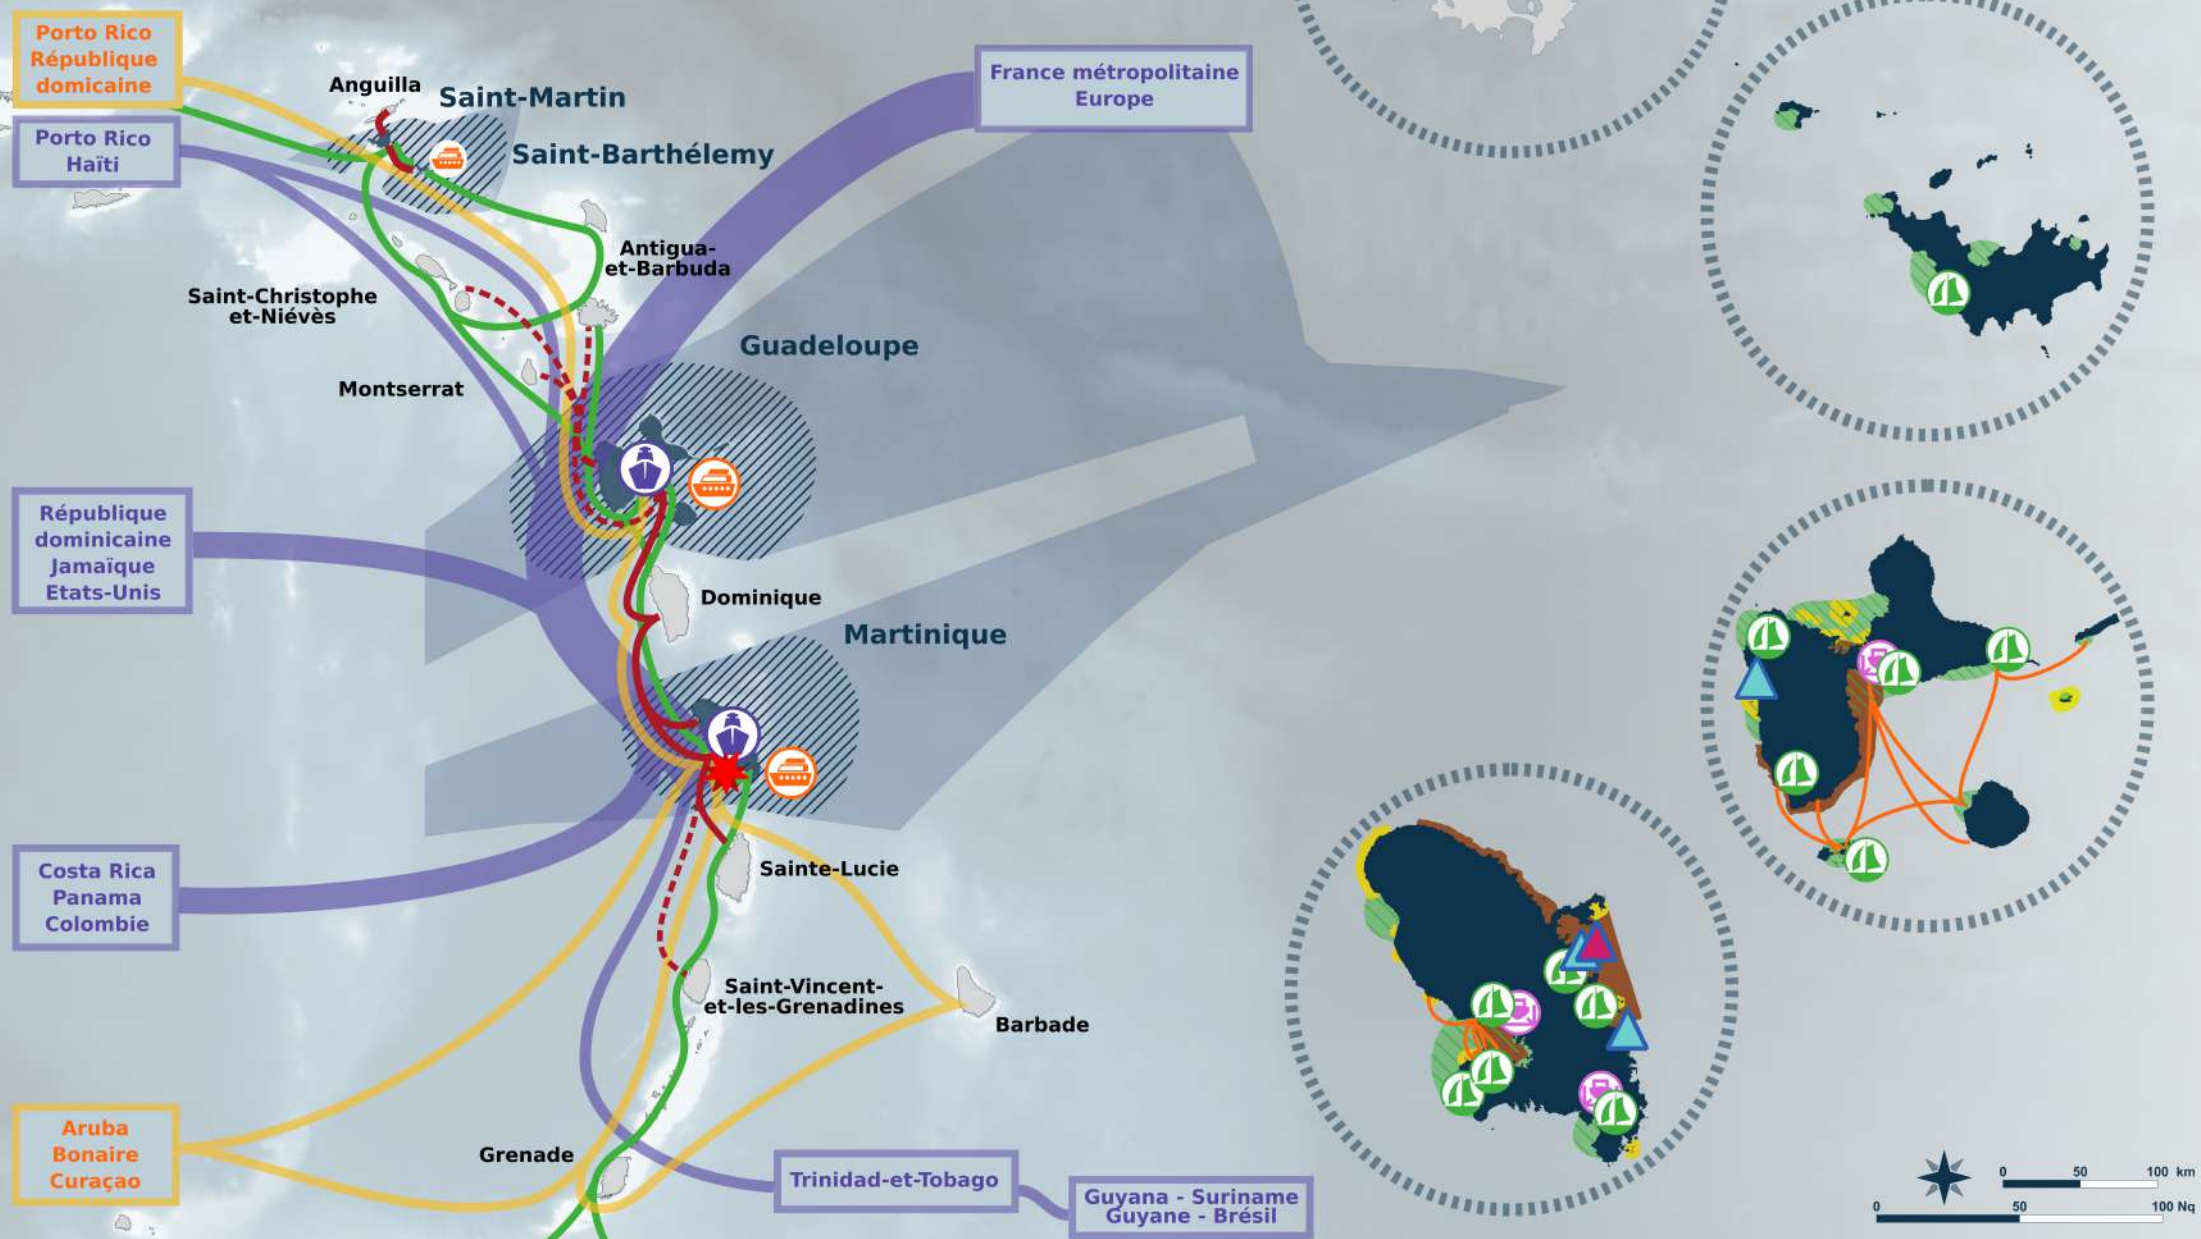 Porto Rico
République
domicaine
Anguilla
Saint-Martin
France métropolitaine
Europe
Porto Rico
Haïti
Saint-Barthélemy
Antigua-
et-Barbuda
Saint-Christophe
et-Niévès
Guadeloupe
Montserrat
République
dominicaine
Jamaïque
Etats-Unis
Dominique
Martinique
Costa Rica
Panama
Colombie
Sainte-Lucie
Saint-Vincent-
et-les-Grenadines
Barbade
Aruba
Bonaire
Curaçao
Grenade
Trinidad-et-Tobago
Guyana - Suriname
Guyane - Brésil
0 50 100 km
0 50 100 Nq